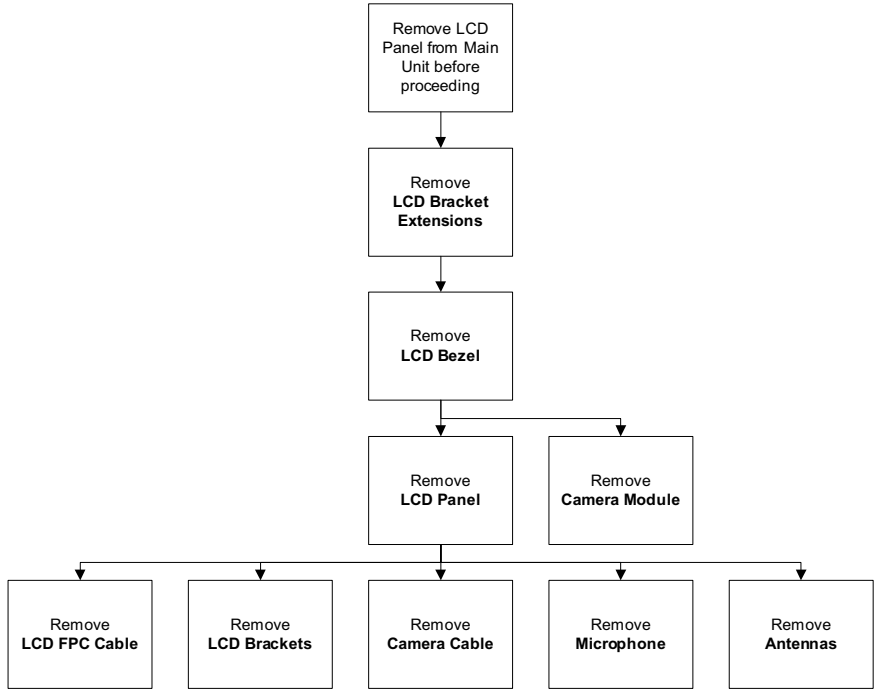 Remove LCD
Panel from Main
Unit before
proceeding
Remove
LCD Bracket
Extensions
Remove
LCD Bezel
Remove
LCD Panel
Remove
Camera Module
Remove
LCD FPC Cable
Remove
LCD Brackets
Remove
Camera Cable
Remove
Microphone
Remove
Antennas